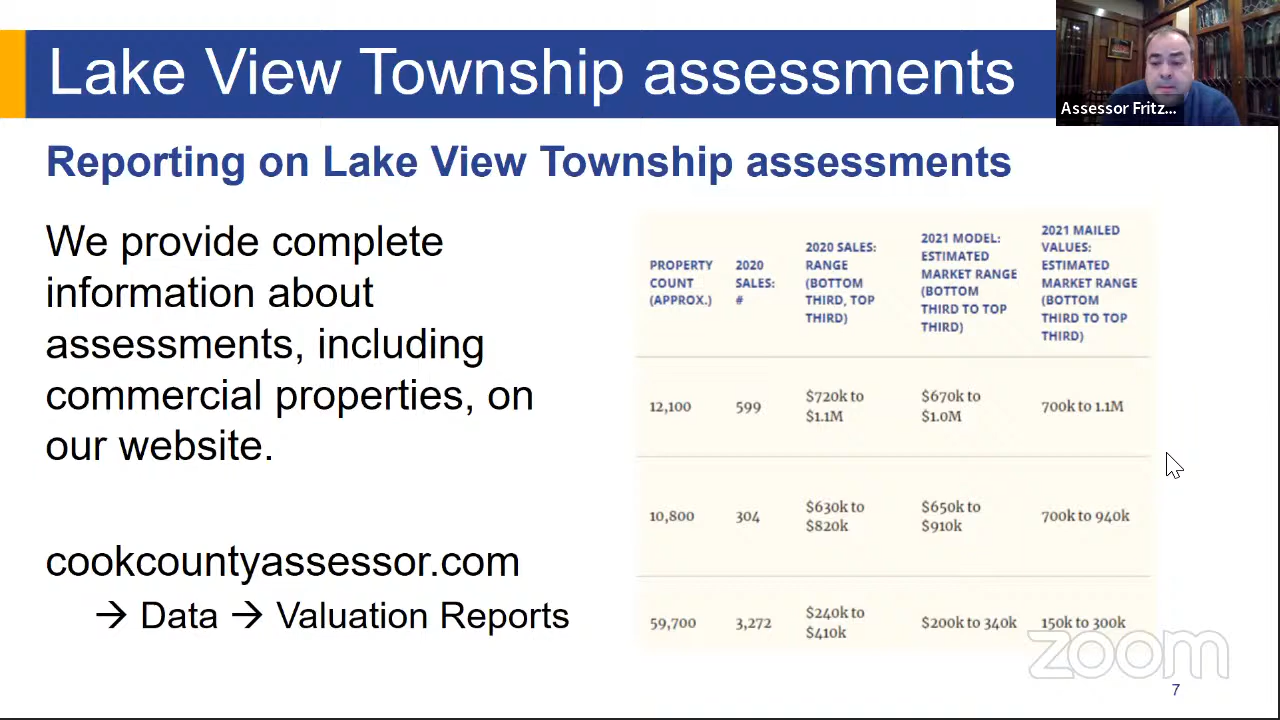 Lake View Township assessments
Assessor Fritz...
Reporting on Lake View Township assessments
We provide complete
information about
assessments, including
commercial properties, on
our website.
cookcountyassessor.com
→ Data → Valuation Reports
PROPERTY
COUNT
(APPROX.)
2020
SALES:
#
2020 SALES:
RANGE
(BOTTOM
THIRD, TOP
THIRD)
2021 MODEL:
ESTIMATED
MARKET RANGE
(BOTTOM
THIRD TO TOP
THIRD)
2021 MAILED
VALUES:
ESTIMATED
MARKET RANGE
(BOTTOM
THIRD TO TOP
THIRD)
12,100
599
$720k to
$1.1M
$670k to
$1.0M
700k to 1.1M
10,800
304
$630k to
$820k
$650k to
$910k
700k to 940k
59,700
3,272
$240k to
$410k
$200k to 340k
150k to 300k
zoom
7